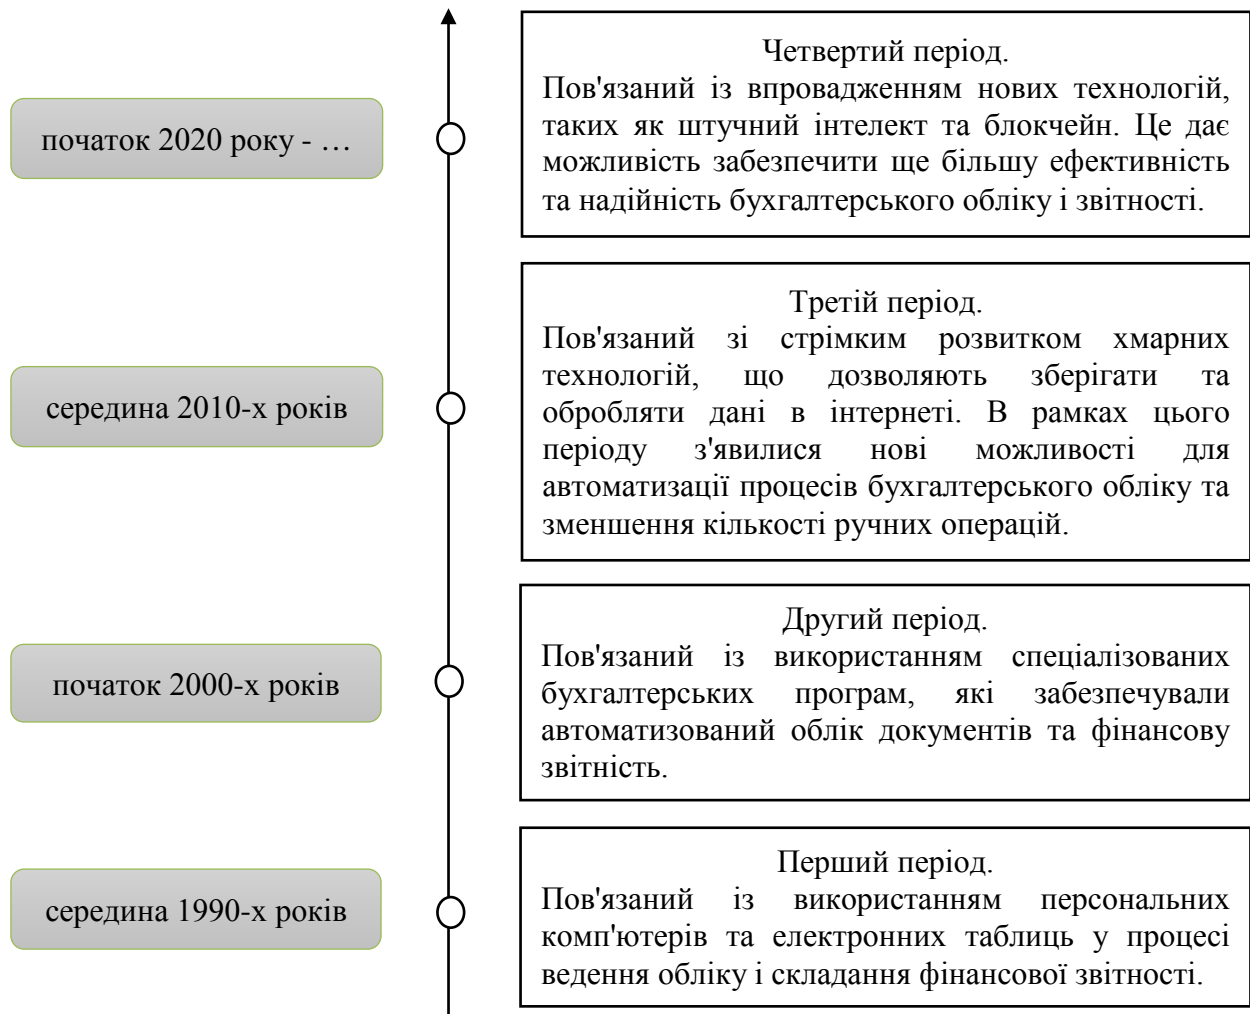 Четвертий період.
Пов'язаний із впровадженням нових технологій,
таких як штучний інтелект та блокчейн. Це дає
можливість забезпечити ще більшу ефективність
та надійність бухгалтерського обліку і звітності.
початок 2020 року - …
Третій період.
Пов'язаний зі стрімким розвитком хмарних
технологій, що дозволяють зберігати та
обробляти дані в інтернеті. В рамках цього
періоду з'явилися нові можливості для
автоматизації процесів бухгалтерського обліку та
зменшення кількості ручних операцій.
середина 2010-х років
Другий період.
Пов'язаний із використанням спеціалізованих
бухгалтерських програм, які забезпечували
автоматизований облік документів та фінансову
звітність.
початок 2000-х років
Перший період.
Пов'язаний із використанням персональних
комп'ютерів та електронних таблиць у процесі
ведення обліку і складання фінансової звітності.
середина 1990-х років